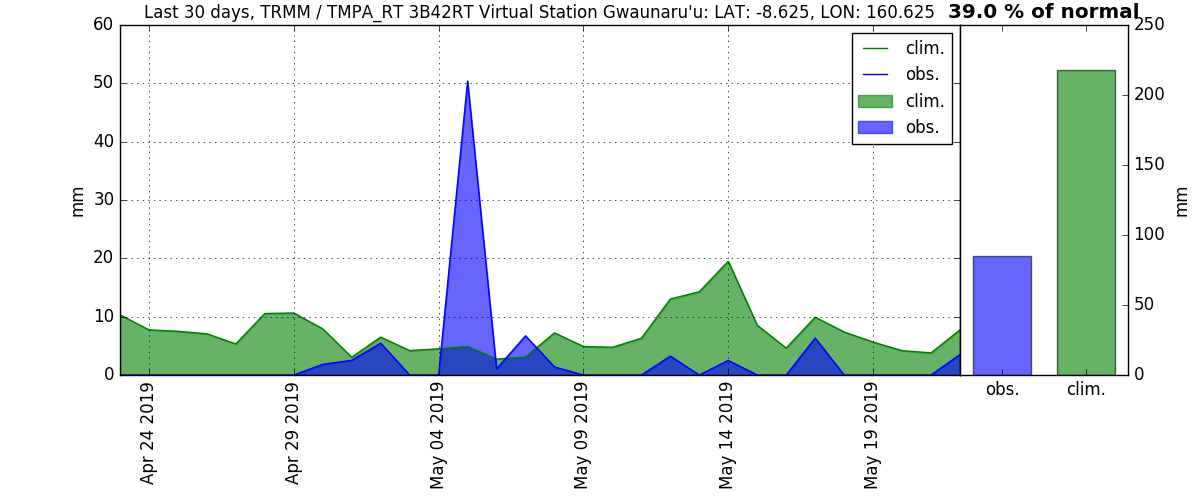 Last 30 days, TRMM / TMPA_RT 3B42RT Virtual Station Gwaunaru'u: LAT: -8.625, LON: 160.625
39.0 % of normal
60
50
40
30
20
10
0
mm
clim.
obs.
clim.
obs.
Apr 24 2019
Apr 29 2019
May 04 2019
May 09 2019
May 14 2019
May 19 2019
250
200
150
100
50
0
mm
obs.
clim.